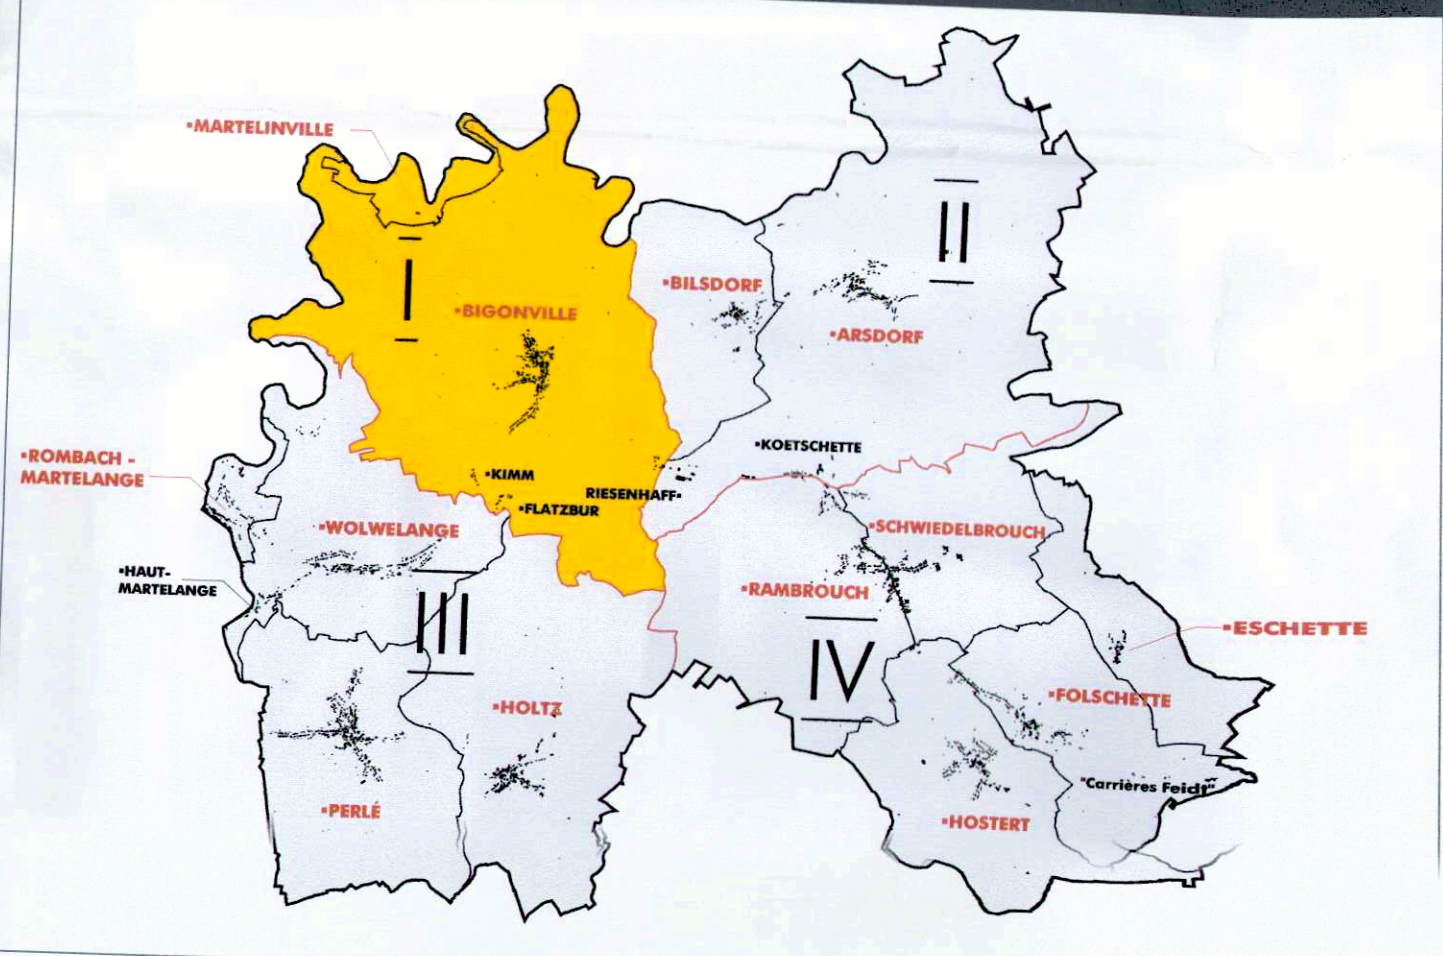 ▪MARTELINVILLE
I
II
▪BIGONVILLE
▪BILSDORF
▪ARSDORF
▪KOETSCHETTE
▪ROMBACH -
MARTELANGE
▪KIMM
RIESENHAFF▪
▪FLATZBUR
▪WOLWELANGE
▪SCHWIEDELBROUCH
▪HAUT-
MARTELANGE
▪RAMBROUCH
III
IV
▪ESCHETTE
▪FOLSCHETTE
▪HOLTZ
"Carrières Feidt"
▪PERLÉ
▪HOSTERT